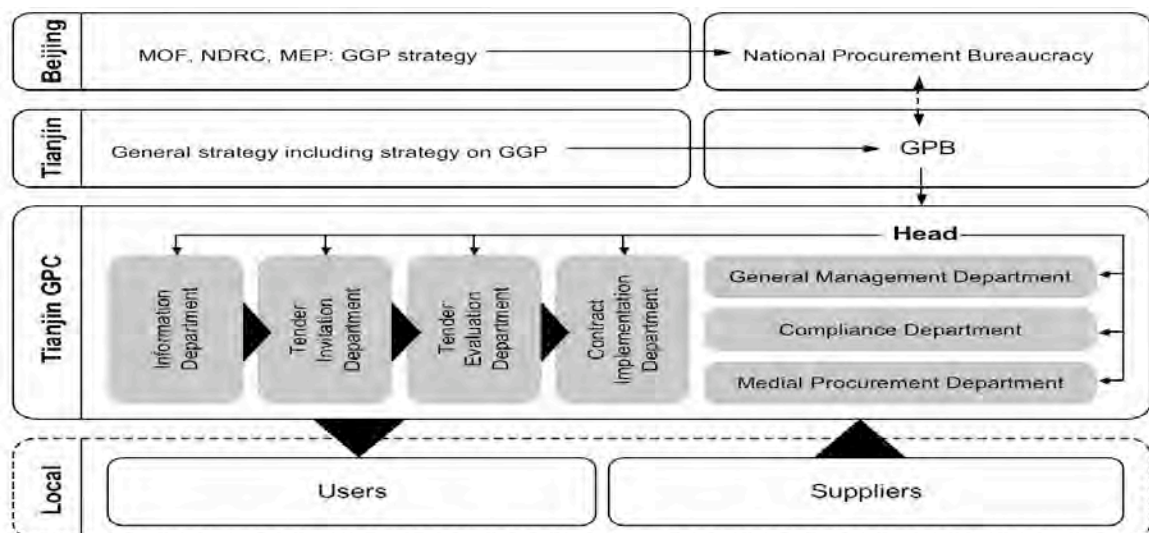 Beijing
MOF, NDRC, MEP: GGP strategy
National Procurement Bureaucracy
Tianjin
General strategy including strategy on GGP
GPB
Tianjin GPC
Head
Information
Department
Tender
Invitation
Department
Tender
Evaluation
Department
Contract
Implementation
Department
General Management Department
Compliance Department
Medial Procurement Department
Local
Users
Suppliers